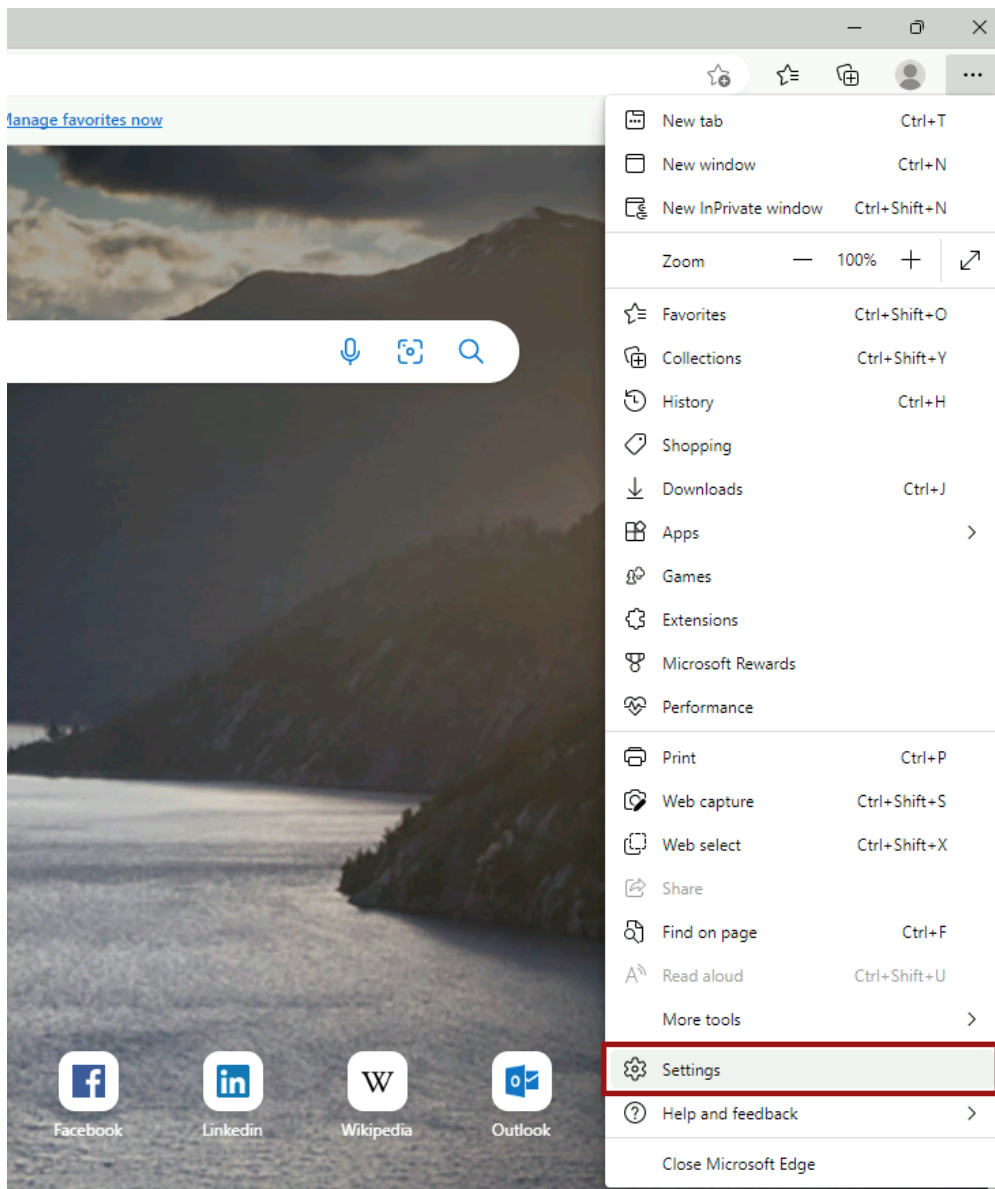 Manage favorites now
New tab Ctrl+T
New window Ctrl+N
New InPrivate window Ctrl+Shift+N
Zoom — 100% +
Favorites Ctrl+Shift+O
Collections Ctrl+Shift+Y
History Ctrl+H
Shopping
Downloads Ctrl+J
Apps
Games
Extensions
Microsoft Rewards
Performance
Print Ctrl+P
Web capture Ctrl+Shift+S
Web select Ctrl+Shift+X
Share
Find on page Ctrl+F
Read aloud Ctrl+Shift+U
More tools
Settings
Help and feedback
Close Microsoft Edge
Facebook Linkedin Wikipedia Outlook